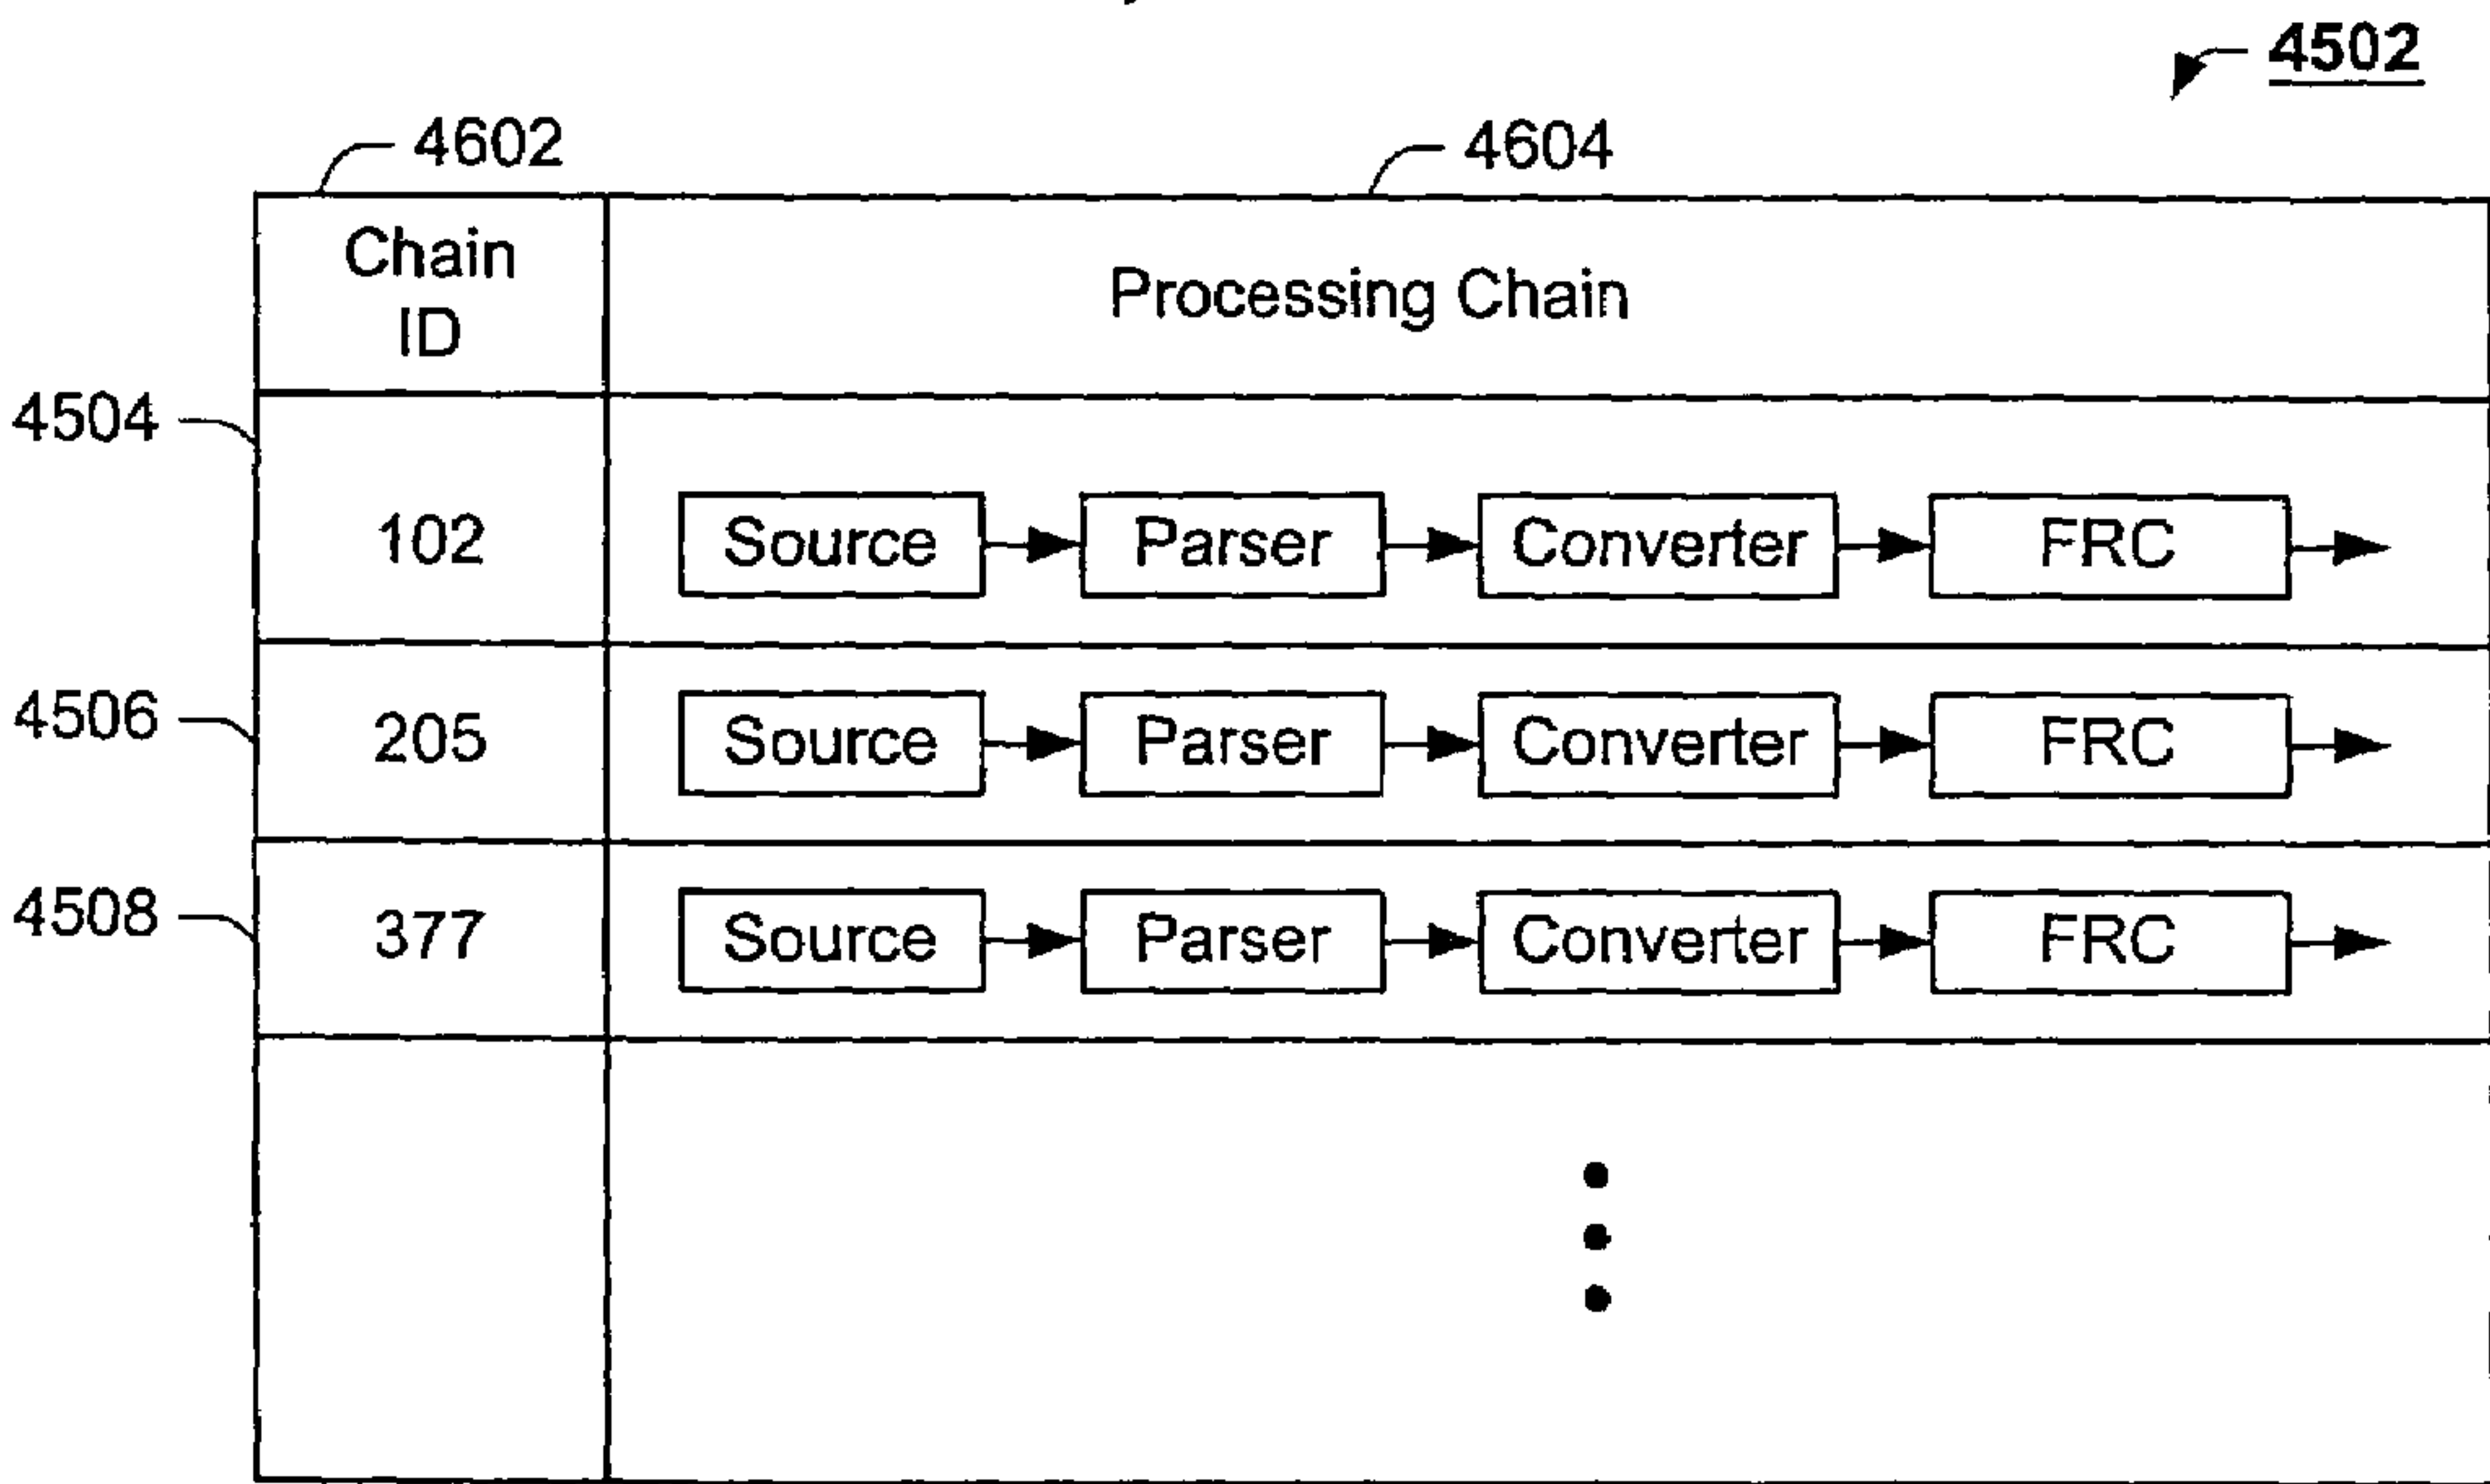 4502
4602
4604
Chain
ID
Processing Chain
4504
102
Source
Parser
Converter
FRC
4506
205
Source
Parser
Converter
FRC
4508
377
Source
Parser
Converter
FRC